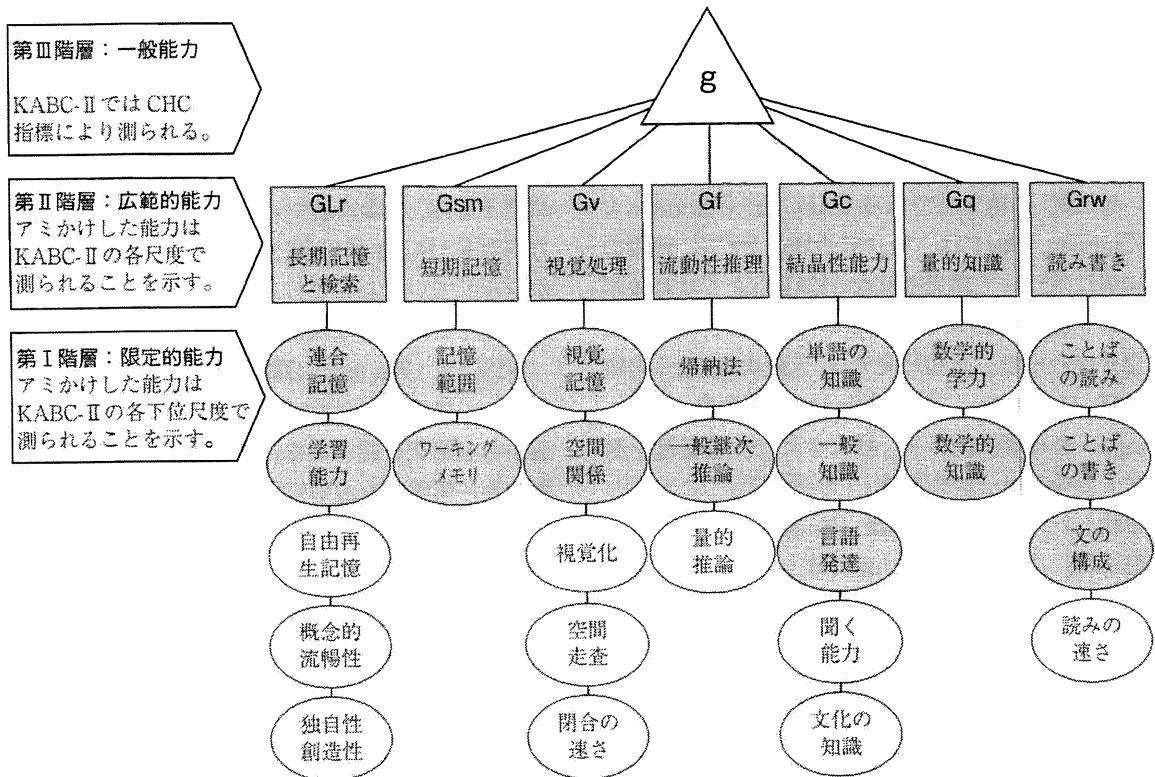 第Ⅲ階層：一般能力
KABC-ⅡではCHC
指標により測られる。
g
第Ⅱ階層：広範的能力
アミかけした能力は
KABC-Ⅱの各尺度で
測られることを示す。
GLr
長期記憶
と検索
Gsm
短期記憶
Gv
視覚処理
Gf
流動性推理
Gc
結晶性能力
Gq
量的知識
Grw
読み書き
第Ⅰ階層：限定的能力
アミかけした能力は
KABC-Ⅱの各下位尺度で
測られることを示す。
連合
記憶
記憶
範囲
視覚
記憶
帰納法
単語の
知識
数学的
学力
ことば
の読み
学習
能力
ワーキング
メモリ
空間
関係
一般継次
推論
一般
知識
数学的
知識
ことば
の書き
自由再
生記憶
視覚化
量的
推論
言語
発達
文の
構成
概念的
流暢性
空間
走査
聞く
能力
読みの
速さ
独自性
創造性
閉合の
速さ
文化の
知識